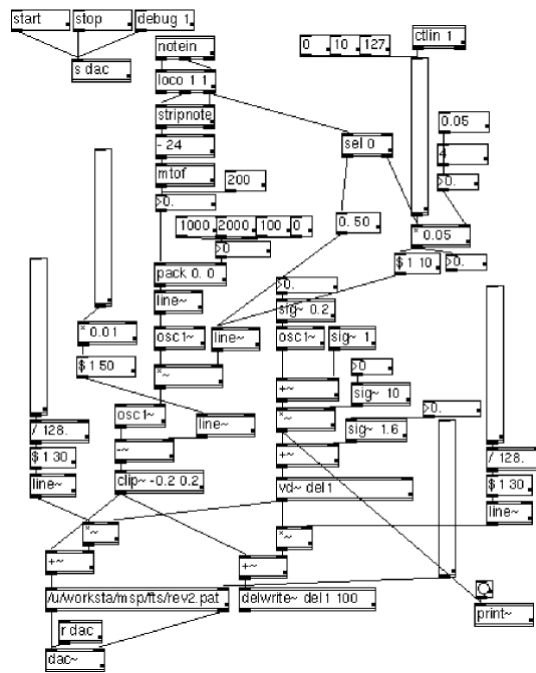 start stop debug 1
s dac
notein
loco 1 1
stripnote
- 24
mtof
200
>0.
1000 2000 100 0
>0
pack 0. 0
line~
osc1~
line~
*~
0 10 127
ctlin 1
sel 0
0.05
4
>0.
0. 50
* 0.05
$ 1 10
>0.
>0.
sig~ 0.2
osc1~
sig~ 1
>0
+~
sig~ 10
*~
>0.
sig~ 1.6
+~
vd~ del1
* 0.01
$ 1 50
osc1~
line~
-~
clip~ -0.2 0.2
/ 128.
$ 1 30
line~
*~
/ 128.
$ 1 30
line~
*~
+~
+~
/u/worksta/msp/fts/rev2.pat
delwrite~ del1 100
print~
r dac
dac~